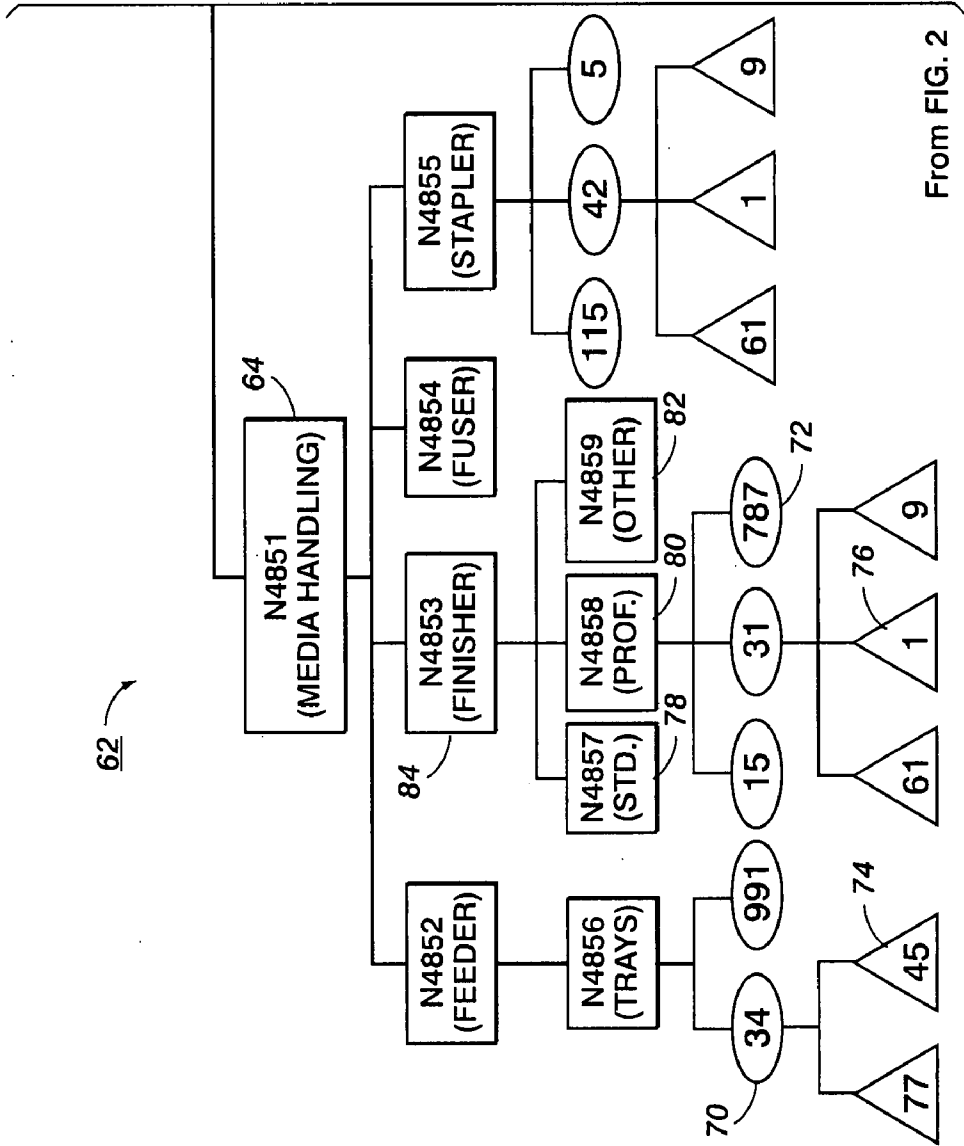 62
N4851
(MEDIA HANDLING)
64
N4852
(FEEDER)
84
N4853
(FINISHER)
N4854
(FUSER)
N4855
(STAPLER)
N4856
(TRAYS)
N4857
(STD.)
78
N4858
(PROF.)
80
N4859
(OTHER)
82
115
42
5
70
34
991
15
31
787
72
61
1
9
77
45
74
61
1
76
9
From FIG. 2